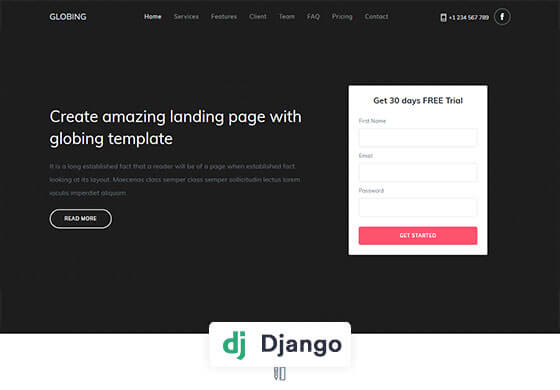 GLOBING
Home Services Features Client Team FAQ Pricing Contact
+1 234 567 789
f
Create amazing landing page with
globing template
It is a long established fact that a reader will be of a page when established fact
looking at its layout. Maecenas class semper class semper sollicitudin lectus lorem
iaculis imperdiet aliquam
READ MORE
Get 30 days FREE Trial
First Name
Email
Password
GET STARTED
dj Django